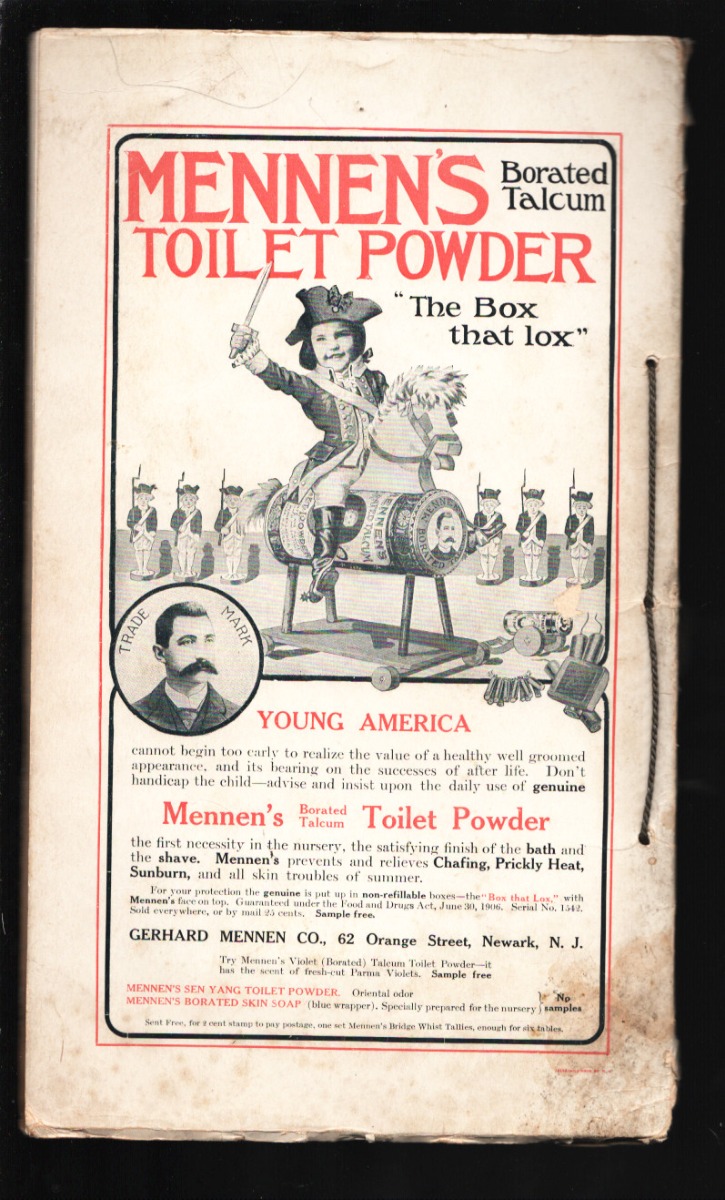 MENNEN'S Borated Talcum
TOILET POWDER
"The Box
that lox"
MENNEN'S
TALCUM
TRADE MARK
YOUNG AMERICA
cannot begin too early to realize the value of a healthy well groomed
appearance, and its bearing on the successes of after life. Don't
handicap the child—advise and insist upon the daily use of genuine
Mennen's Borated Talcum Toilet Powder
the first necessity in the nursery, the satisfying finish of the bath and
the shave. Mennen's prevents and relieves Chafing, Prickly Heat,
Sunburn, and all skin troubles of summer.
For your protection the genuine is put up in non-refillable boxes—the "Box that Lox," with
Mennen's face on top. Guaranteed under the Food and Drugs Act, June 30, 1906. Serial No. 1542.
Sold everywhere, or by mail 25 cents. Sample free.
GERHARD MENNEN CO., 62 Orange Street, Newark, N. J.
Try Mennen's Violet (Borated) Talcum Toilet Powder—it
has the scent of fresh-cut Parma Violets. Sample free
MENNEN'S SEN YANG TOILET POWDER. Oriental odor
MENNEN'S BORATED SKIN SOAP (blue wrapper). Specially prepared for the nursery } No samples
Sent Free, for 2 cent stamp to pay postage, one set Mennen's Bridge Whist Tallies, enough for six tables.